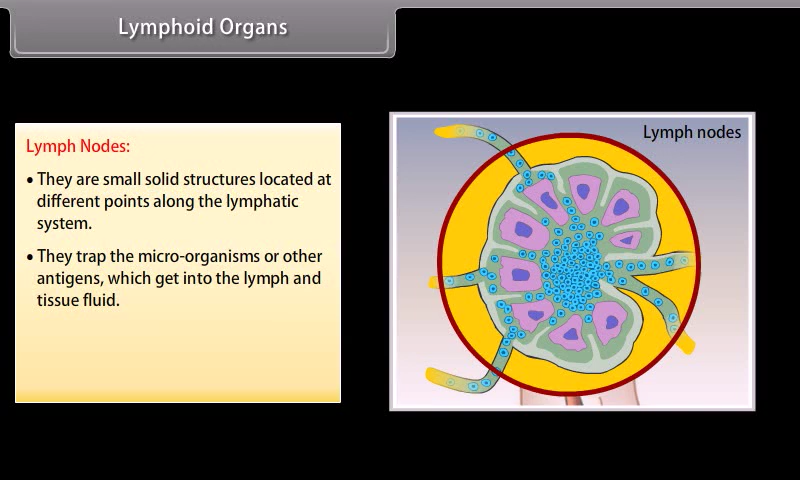 Lymphoid Organs
Lymph Nodes:
• They are small solid structures located at
different points along the lymphatic
system.
• They trap the micro-organisms or other
antigens, which get into the lymph and
tissue fluid.
Lymph nodes